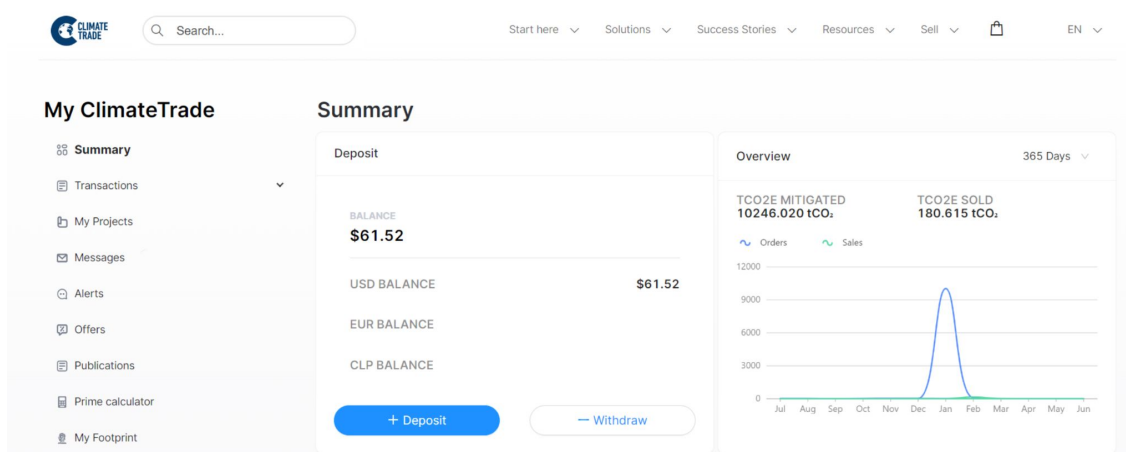 CLIMATE
TRADE
Search...
Start here
Solutions
Success Stories
Resources
Sell
EN
My ClimateTrade
Summary
Transactions
My Projects
Messages
Alerts
Offers
Publications
Prime calculator
My Footprint
Summary
Deposit
BALANCE
$61.52
USD BALANCE $61.52
EUR BALANCE
CLP BALANCE
+ Deposit
— Withdraw
Overview
365 Days
TCO2E MITIGATED
10246.020 tCO₂
TCO2E SOLD
180.615 tCO₂
Orders Sales
12000
9000
6000
3000
0
Jul Aug Sep Oct Nov Dec Jan Feb Mar Apr May Jun